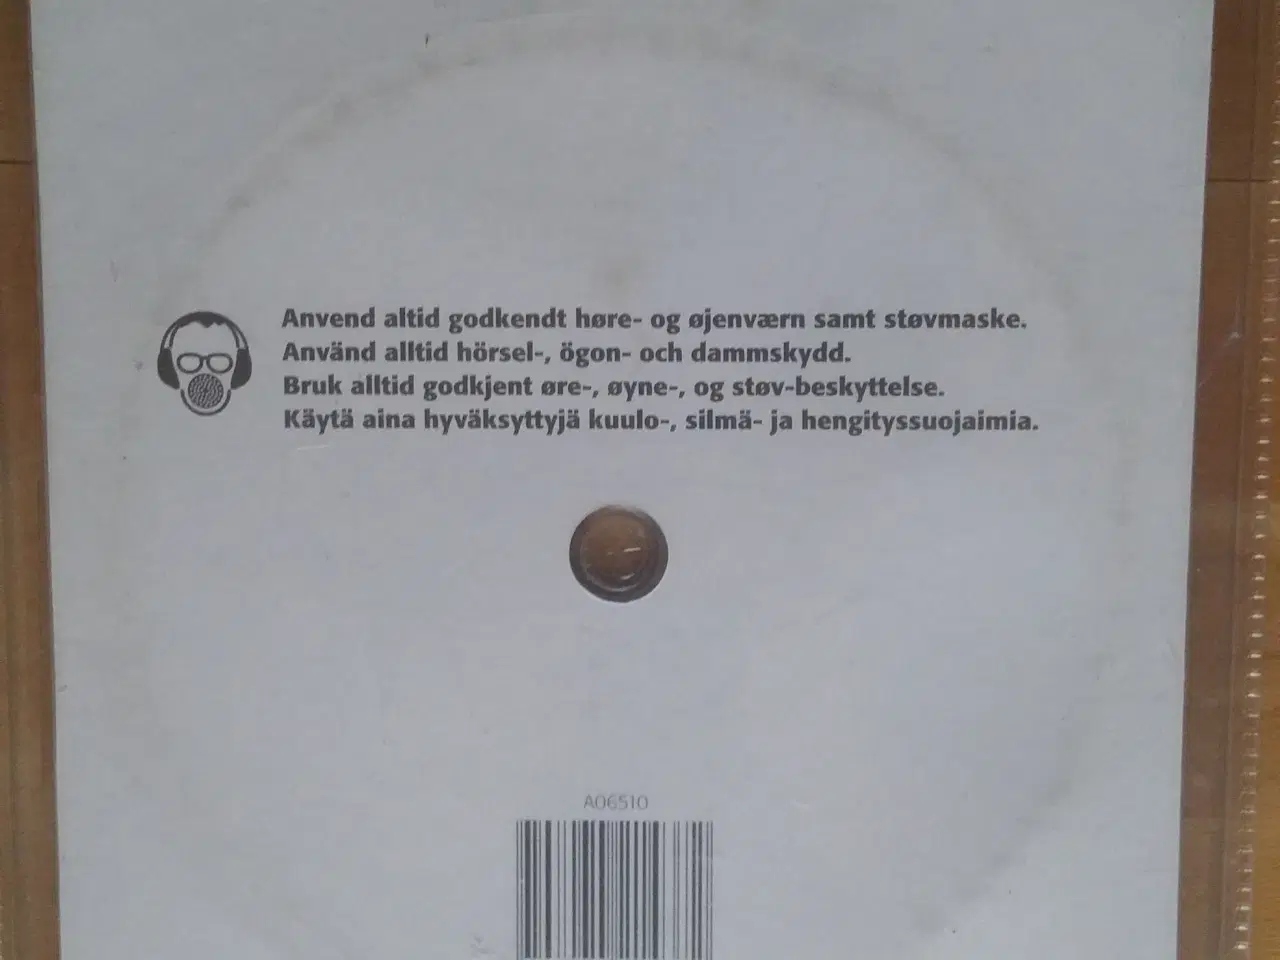 Anvend altid godkendt høre- og øjenværn samt støvmaske.
Använd alltid hörsel-, ögon- och dammskydd.
Bruk alltid godkjent øre-, øyne-, og støv-beskyttelse.
Käytä aina hyväksyttyjä kuulo-, silmä- ja hengityssuojaimia.
A06510